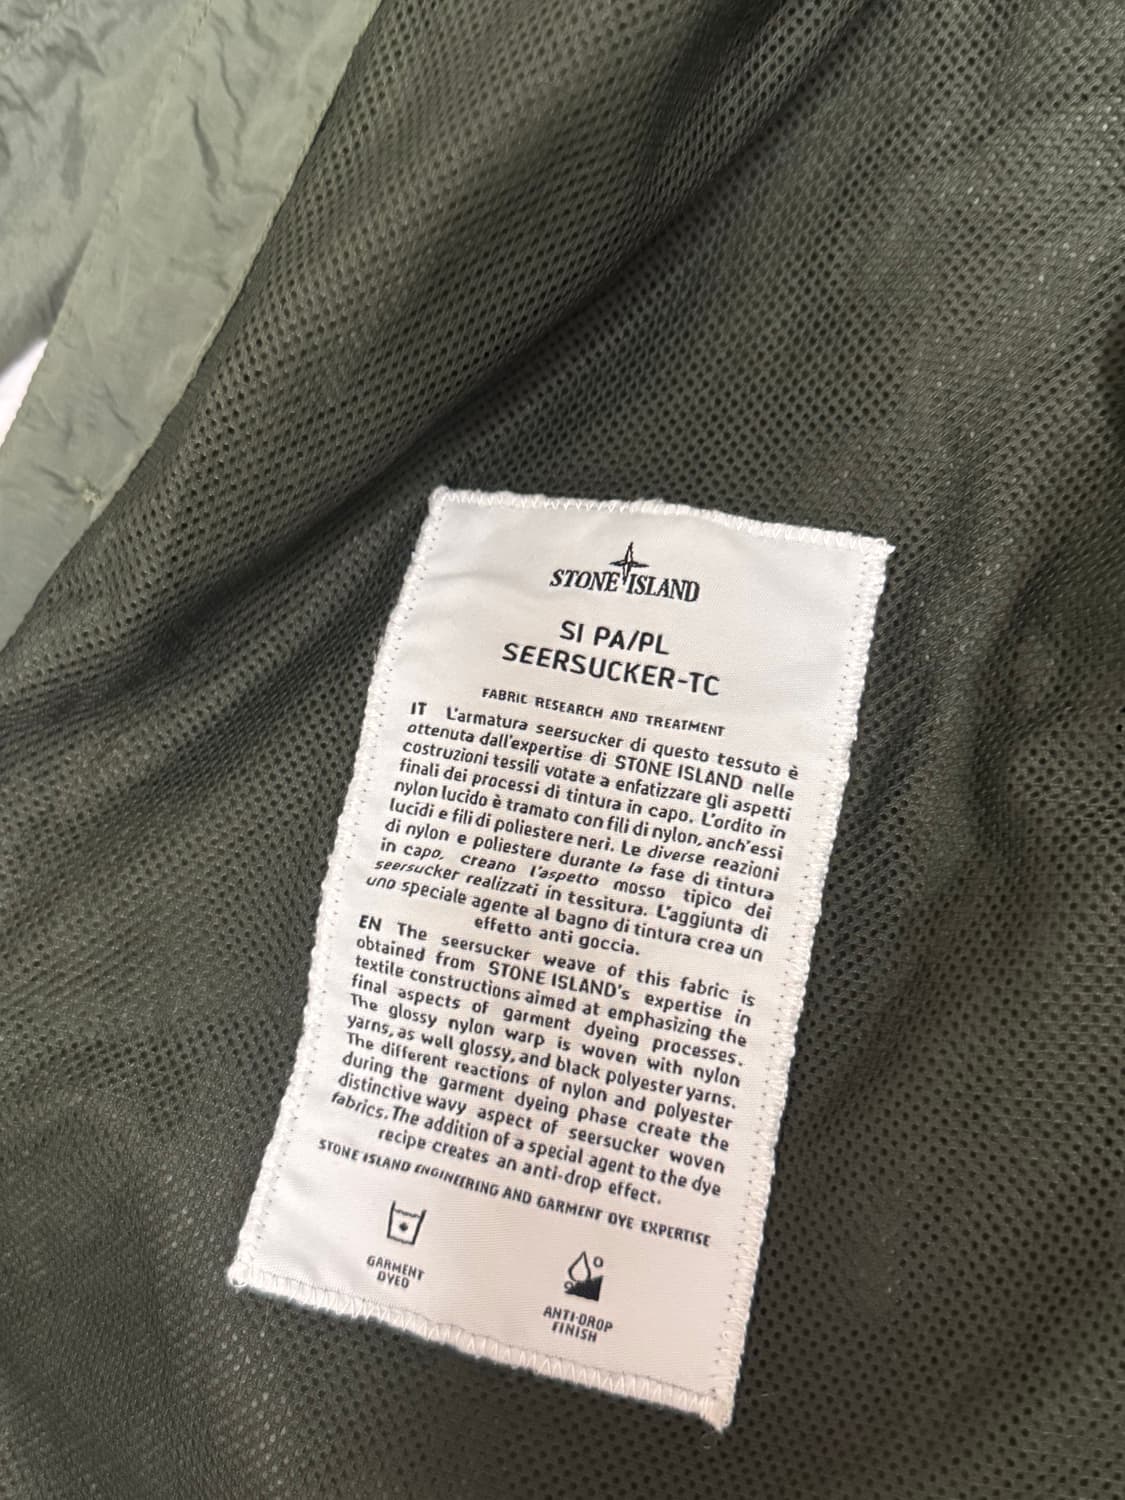 STONE ISLAND
SI PA/PL
SEERSUCKER-TC
FABRIC RESEARCH AND TREATMENT
IT L'armatura seersucker di questo tessuto è
ottenuta dall'expertise di STONE ISLAND nelle
costruzioni tessili votate a enfatizzare gli aspetti
finali dei processi di tintura in capo. L'ordito in
nylon lucido è tramato con fili di nylon, anch'essi
lucidi e fili di poliestere neri. Le diverse reazioni
di nylon e poliestere durante la fase di tintura
in capo, creano l'aspetto mosso tipico dei
seersucker realizzati in tessitura. L'aggiunta di
uno speciale agente al bagno di tintura crea un
effetto anti goccia.
EN The seersucker weave of this fabric is
obtained from STONE ISLAND's expertise in
textile constructions aimed at emphasizing the
final aspects of garment dyeing processes.
The glossy nylon warp is woven with nylon
yarns, as well glossy, and black polyester yarns.
The different reactions of nylon and polyester
during the garment dyeing phase create the
distinctive wavy aspect of seersucker woven
fabrics. The addition of a special agent to the dye
recipe creates an anti-drop effect.
STONE ISLAND ENGINEERING AND GARMENT DYE EXPERTISE
GARMENT
DYED
ANTI-DROP
FINISH